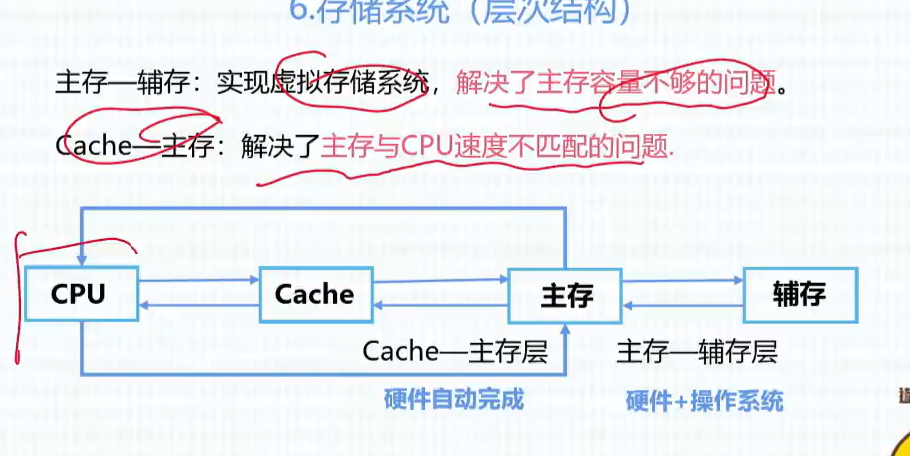 6.存储系统（层次结构）
主存—辅存：实现虚拟存储系统，解决了主存容量不够的问题。
Cache—主存：解决了主存与CPU速度不匹配的问题.
CPU
Cache
主存
辅存
Cache—主存层
主存—辅存层
硬件自动完成
硬件+操作系统